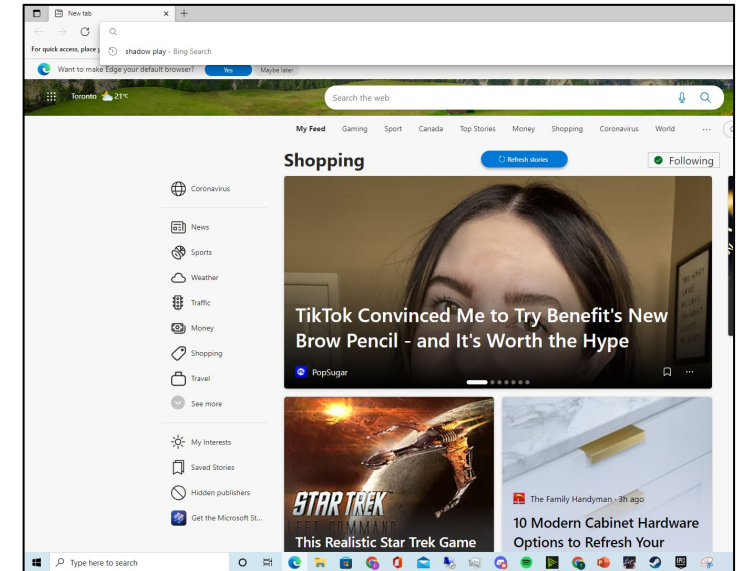 New tab
shadow play - Bing Search
For quick access, place y
Want to make Edge your default browser?
Yes
Maybe later
Toronto
21°C
Search the web
My Feed
Gaming
Sport
Canada
Top Stories
Money
Shopping
Coronavirus
World
Shopping
Refresh stories
Following
Coronavirus
News
Sports
Weather
Traffic
Money
Shopping
Travel
See more
My Interests
Saved Stories
Hidden publishers
Get the Microsoft St...
TikTok Convinced Me to Try Benefit's New
Brow Pencil - and It's Worth the Hype
PopSugar
STAR TREK
FLEET COMMAND
This Realistic Star Trek Game
The Family Handyman · 3h ago
10 Modern Cabinet Hardware
Options to Refresh Your
Type here to search